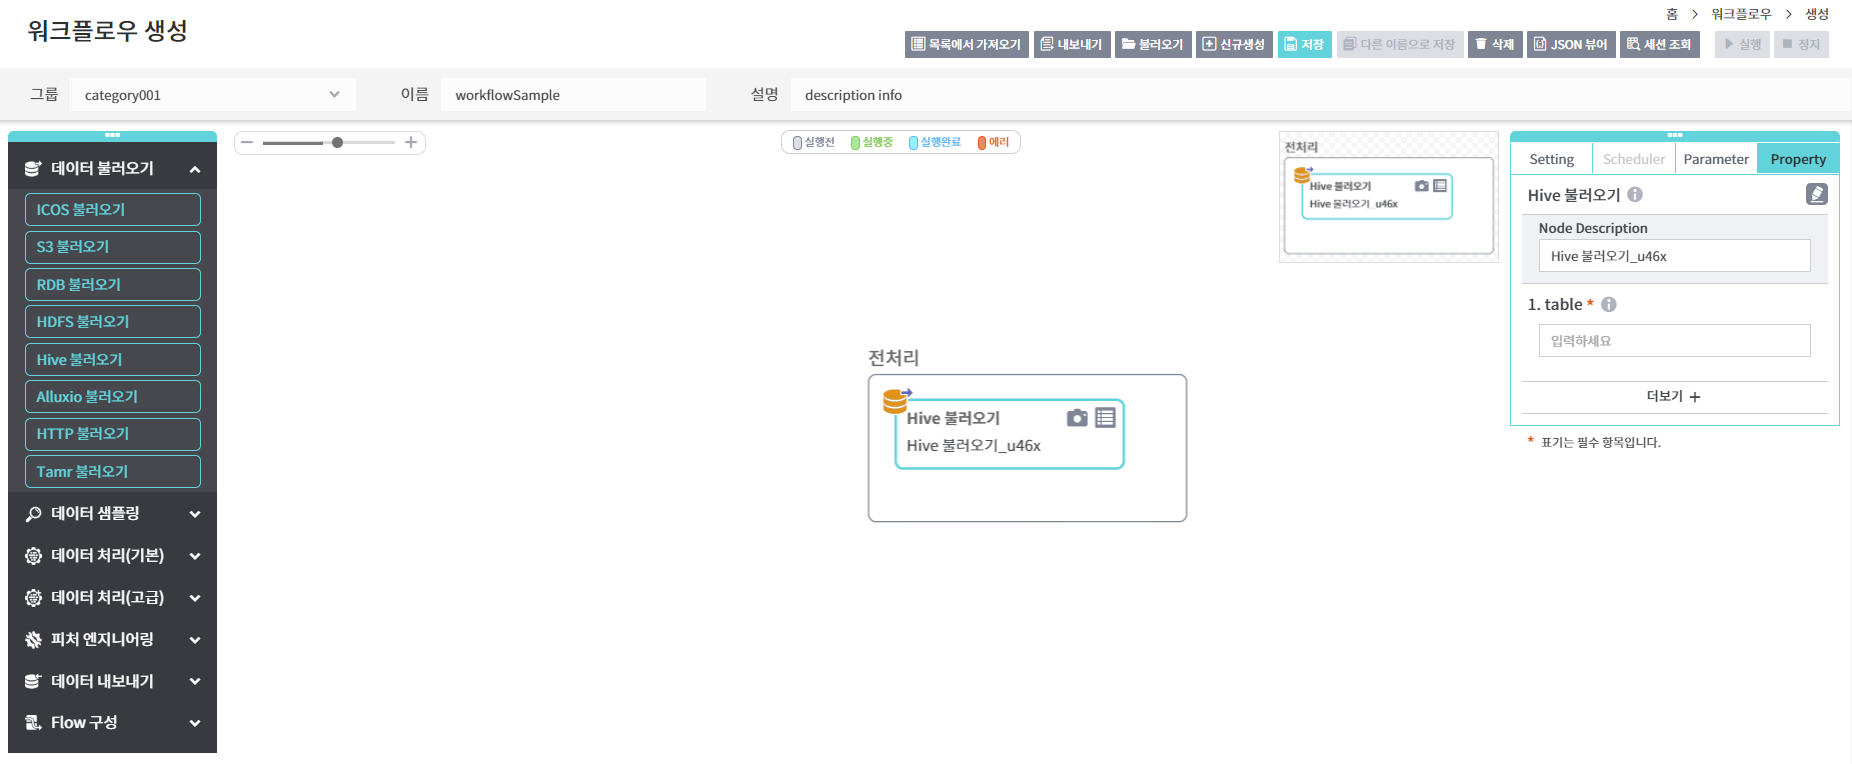 워크플로우 생성
홈 > 워크플로우 > 생성
목록에서 가져오기 내보내기 불러오기 신규생성 저장 다른 이름으로 저장 삭제 JSON 뷰어 세션 조회 실행 정지
그룹 category001 이름 workflowSample 설명 description info
데이터 불러오기
ICOS 불러오기
S3 불러오기
RDB 불러오기
HDFS 불러오기
Hive 불러오기
Alluxio 불러오기
HTTP 불러오기
Tamr 불러오기
데이터 샘플링
데이터 처리(기본)
데이터 처리(고급)
피처 엔지니어링
데이터 내보내기
Flow 구성
실행전 실행중 실행완료 에러
전처리
Hive 불러오기
Hive 불러오기_u46x
전처리
Hive 불러오기
Hive 불러오기_u46x
Setting Scheduler Parameter Property
Hive 불러오기
Node Description
Hive 불러오기_u46x
1. table *
입력하세요
더보기 +
* 표기는 필수 항목입니다.